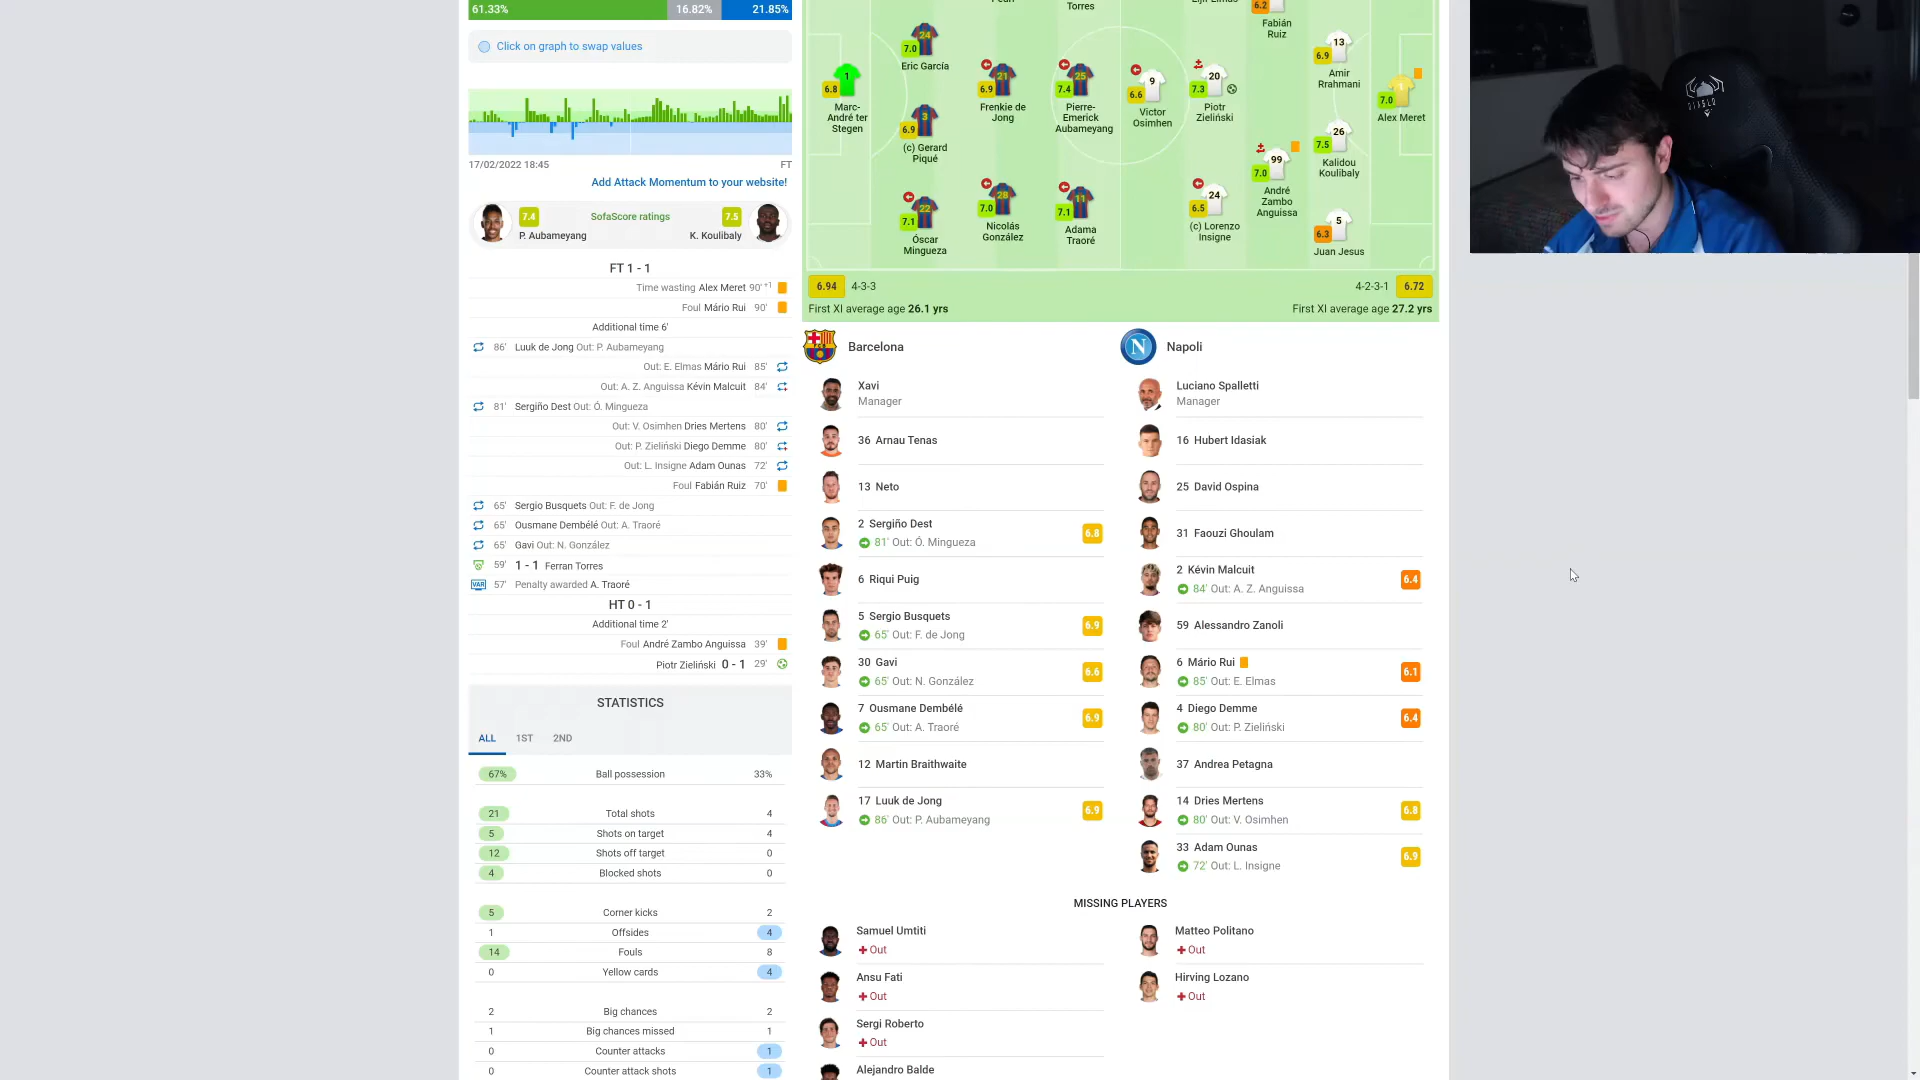 61.33% 16.82% 21.85%
Click on graph to swap values
17/02/2022 18:45 FT
Add Attack Momentum to your website!
7.4 SofaScore ratings 7.5
P. Aubameyang K. Koulibaly
FT 1 - 1
Time wasting Alex Meret 90' +1
Foul Mário Rui 90'
Additional time 6'
86' Luuk de Jong Out: P. Aubameyang
Out: E. Elmas Mário Rui 85'
Out: A. Z. Anguissa Kévin Malcuit 84'
81' Sergiño Dest Out: Ó. Mingueza
Out: V. Osimhen Dries Mertens 80'
Out: P. Zieliński Diego Demme 80'
Out: L. Insigne Adam Ounas 72'
Foul Fabián Ruiz 70'
65' Sergio Busquets Out: F. de Jong
65' Ousmane Dembélé Out: A. Traoré
65' Gavi Out: N. González
59' 1 - 1 Ferran Torres
VAR 57' Penalty awarded A. Traoré
HT 0 - 1
Additional time 2'
Foul André Zambo Anguissa 39'
Piotr Zieliński 0 - 1 29'
STATISTICS
ALL 1ST 2ND
67% Ball possession 33%
21 Total shots 4
5 Shots on target 4
12 Shots off target 0
4 Blocked shots 0
5 Corner kicks 2
1 Offsides 4
14 Fouls 8
0 Yellow cards 4
2 Big chances 2
1 Big chances missed 1
0 Counter attacks 1
0 Counter attack shots 1
Torres
6.2
Fabián
Ruiz
24
7.0
Eric García
13
6.9
Amir
Rrahmani
1
6.8
Marc-
André ter
Stegen
21
6.9
Frenkie de
Jong
25
7.4
Pierre-
Emerick
Aubameyang
9
6.6
Victor
Osimhen
20
7.3
Piotr
Zieliński
7.0
Alex Meret
3
6.9
(c) Gerard
Piqué
26
7.5
Kalidou
Koulibaly
99
7.0
André
Zambo
Anguissa
22
7.1
Óscar
Mingueza
28
7.0
Nicolás
González
11
7.1
Adama
Traoré
24
6.5
(c) Lorenzo
Insigne
5
6.3
Juan Jesus
6.94 4-3-3 4-2-3-1 6.72
First XI average age 26.1 yrs First XI average age 27.2 yrs
Barcelona
Xavi
Manager
36 Arnau Tenas
13 Neto
2 Sergiño Dest
81' Out: Ó. Mingueza
6.8
6 Riqui Puig
5 Sergio Busquets
65' Out: F. de Jong
6.9
30 Gavi
65' Out: N. González
6.6
7 Ousmane Dembélé
65' Out: A. Traoré
6.9
12 Martin Braithwaite
17 Luuk de Jong
86' Out: P. Aubameyang
6.9
N Napoli
Luciano Spalletti
Manager
16 Hubert Idasiak
25 David Ospina
31 Faouzi Ghoulam
2 Kévin Malcuit
84' Out: A. Z. Anguissa
6.4
59 Alessandro Zanoli
6 Mário Rui
85' Out: E. Elmas
6.1
4 Diego Demme
80' Out: P. Zieliński
6.4
37 Andrea Petagna
14 Dries Mertens
80' Out: V. Osimhen
6.8
33 Adam Ounas
72' Out: L. Insigne
6.9
MISSING PLAYERS
Samuel Umtiti
Out
Ansu Fati
Out
Sergi Roberto
Out
Alejandro Balde
Matteo Politano
Out
Hirving Lozano
Out
DIABLO